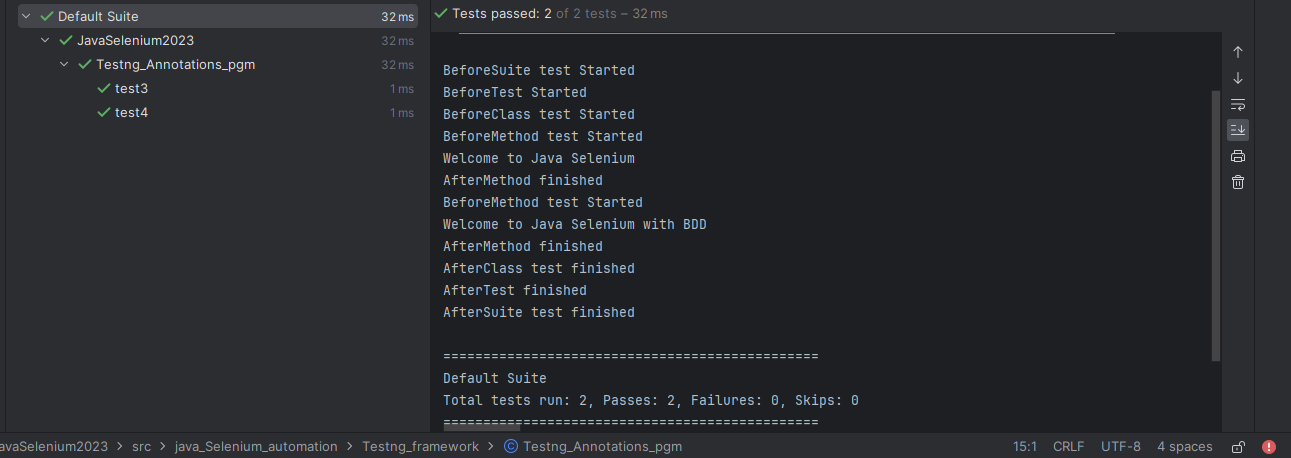 Default Suite 32 ms
JavaSelenium2023 32 ms
Testng_Annotations_pgm 32 ms
test3 1 ms
test4 1 ms
Tests passed: 2 of 2 tests – 32 ms
BeforeSuite test Started
BeforeTest Started
BeforeClass test Started
BeforeMethod test Started
Welcome to Java Selenium
AfterMethod finished
BeforeMethod test Started
Welcome to Java Selenium with BDD
AfterMethod finished
AfterClass test finished
AfterTest finished
AfterSuite test finished
===============================================
Default Suite
Total tests run: 2, Passes: 2, Failures: 0, Skips: 0
===============================================
avaSelenium2023 > src > java_Selenium_automation > Testng_framework > Testng_Annotations_pgm 15:1 CRLF UTF-8 4 spaces